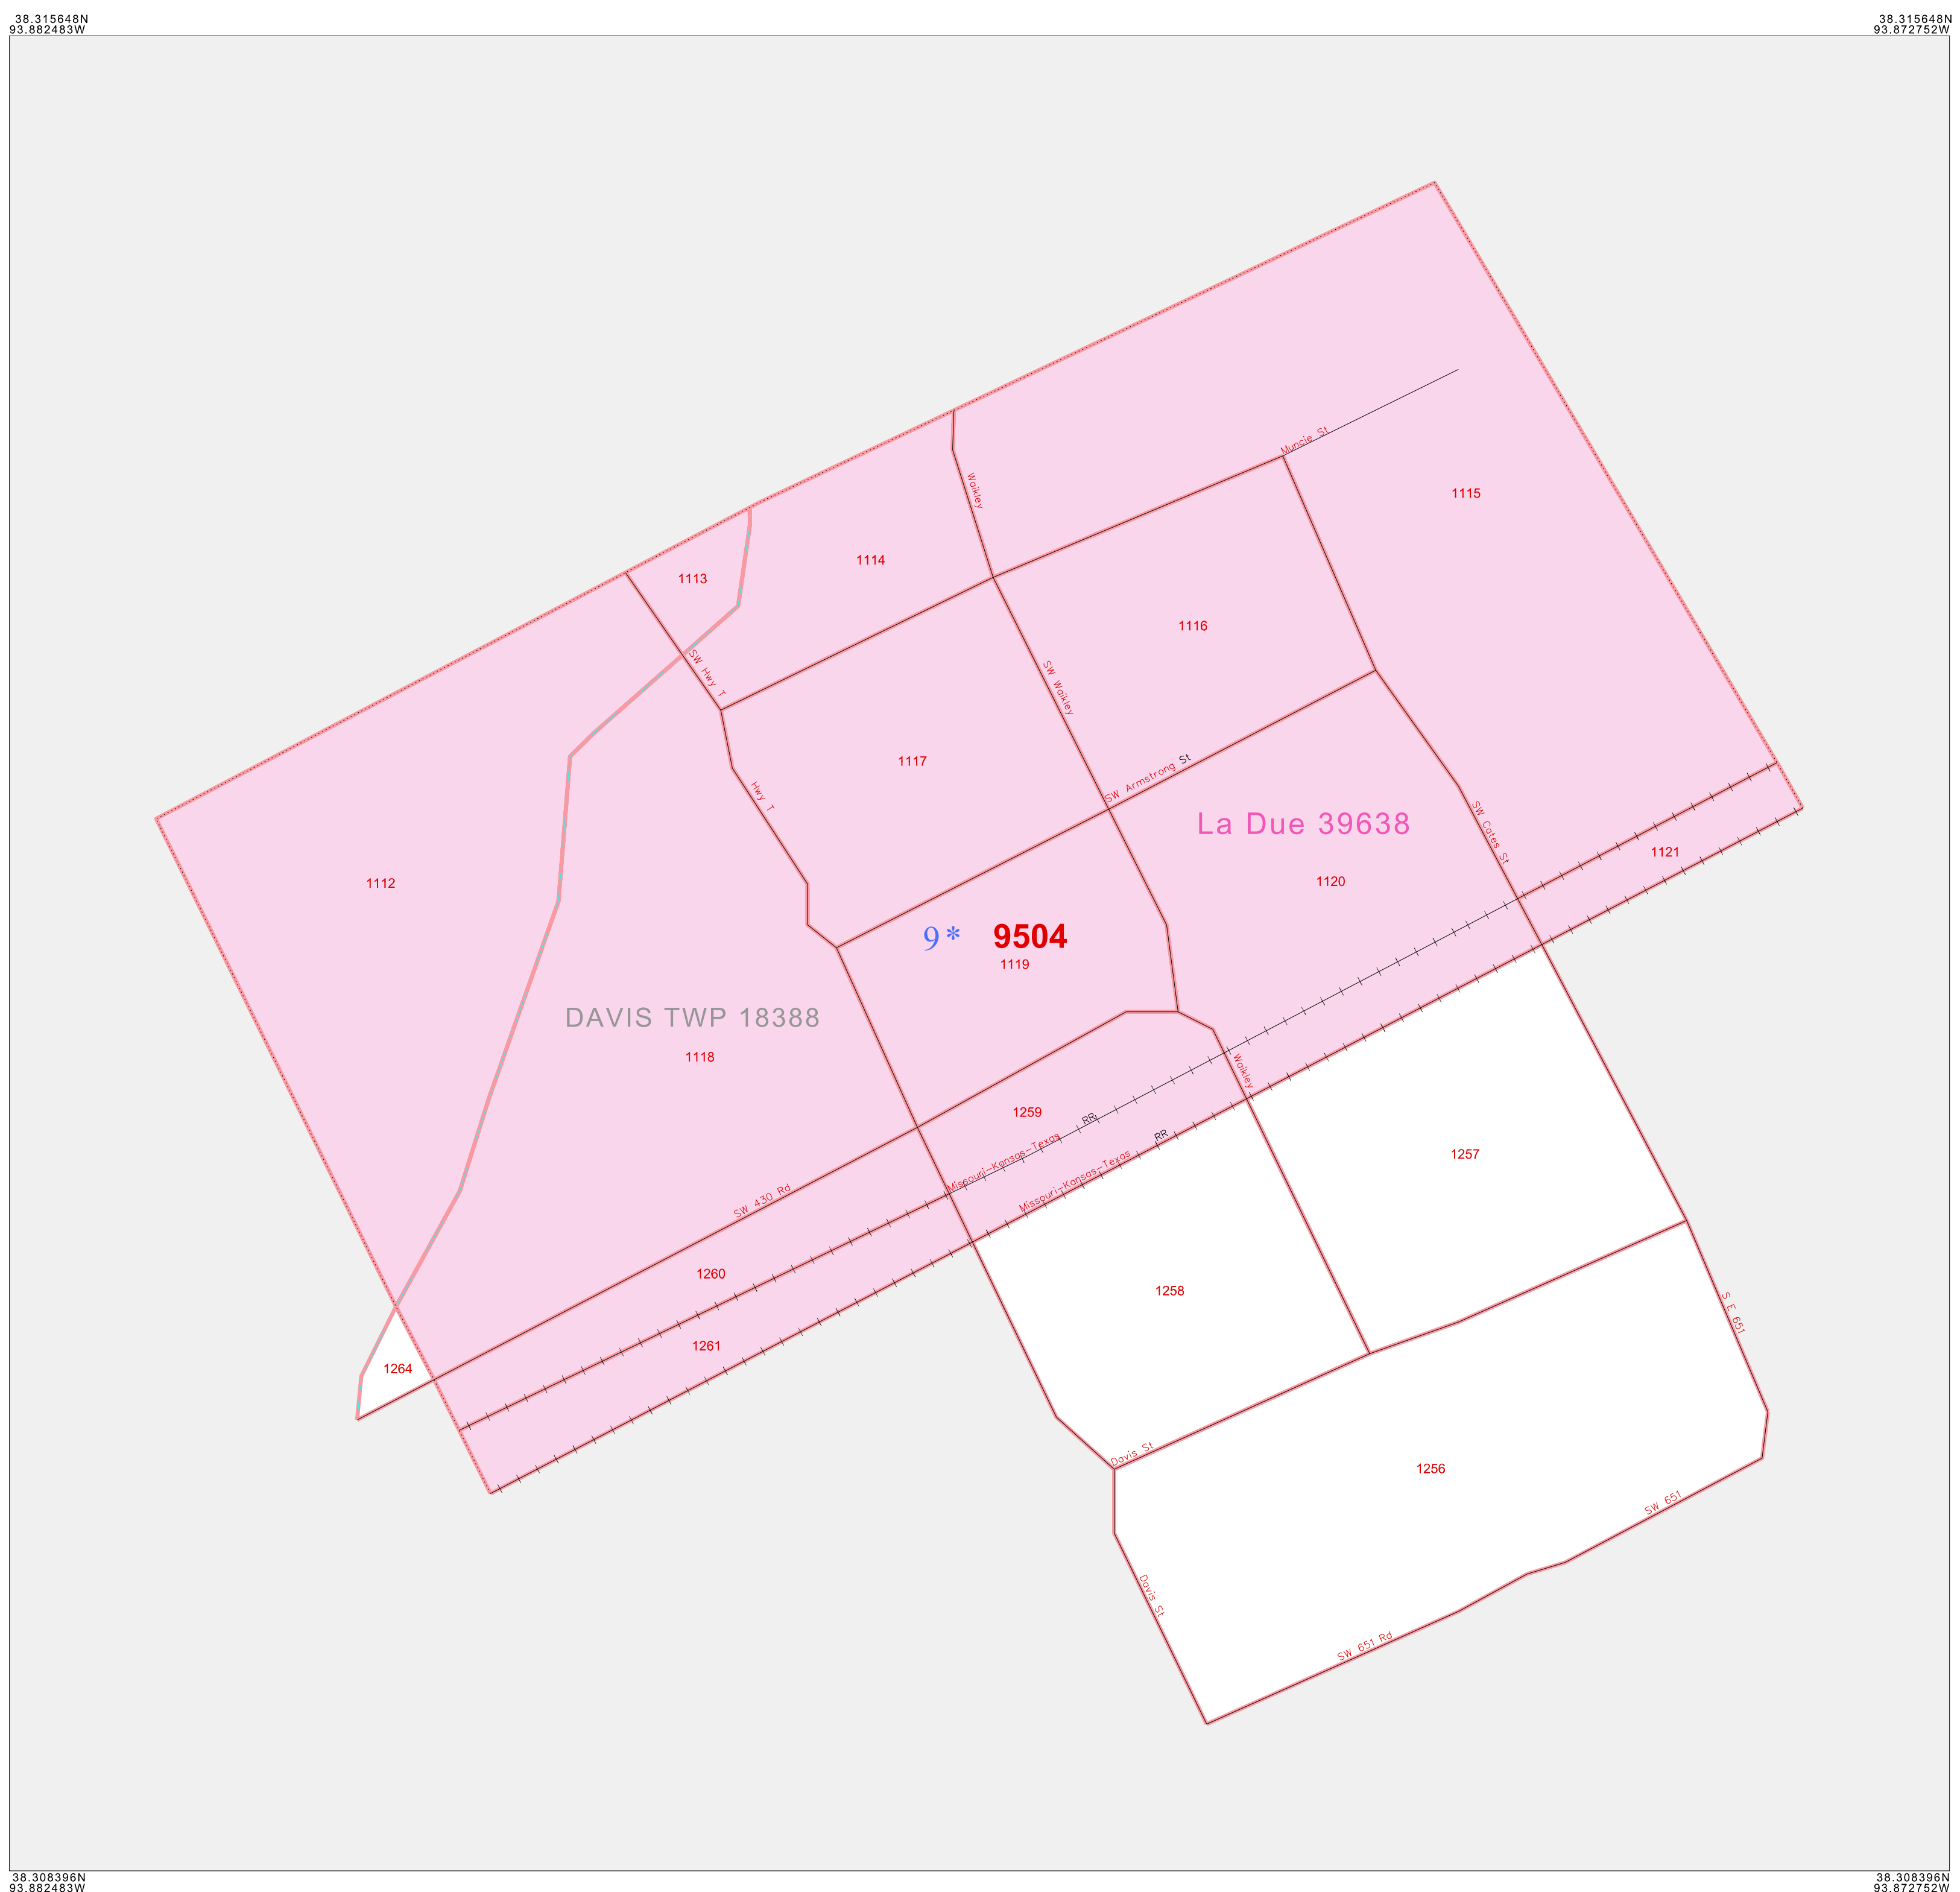 38.315648N
93.882483W
38.315648N
93.872752W
Muncie St
Waikley
1115
1114
1113
1116
SW Hwy T
SW Waikley
1117
SW Armstrong St
Hwy T
La Due 39638
SW Cates St
1121
1112
1120
9* 9504
1119
DAVIS TWP 18388
1118
Waikley
1259
RR
Missouri-Kansas-Texas
RR
Missouri-Kansas-Texas
1257
SW 430 Rd
1260
1258
S E 651
1261
1264
Davis St
1256
SW 651
Davis St
SW 651 Rd
38.308396N
93.882483W
38.308396N
93.872752W